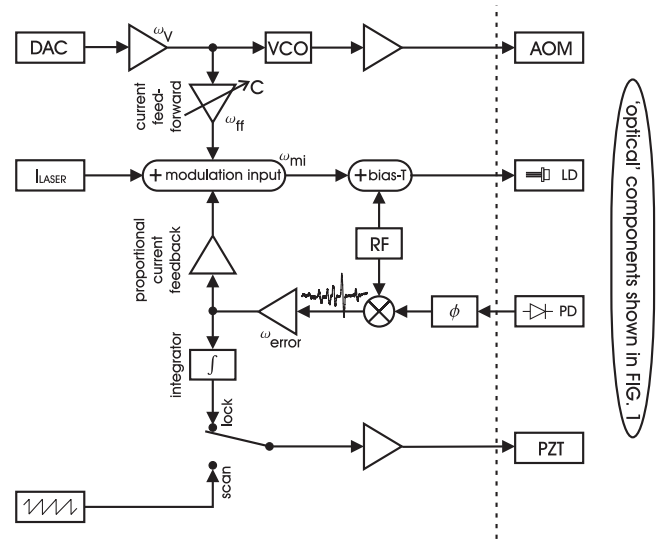 DAC
ωV
VCO
AOM
current
feed-
forward
C
ωff
ILASER
+ modulation input
ωmi
+ bias-T
LD
proportional
current
feedback
RF
ωerror
ϕ
PD
integrator
∫
lock
scan
PZT
'optical' components shown in FIG. 1